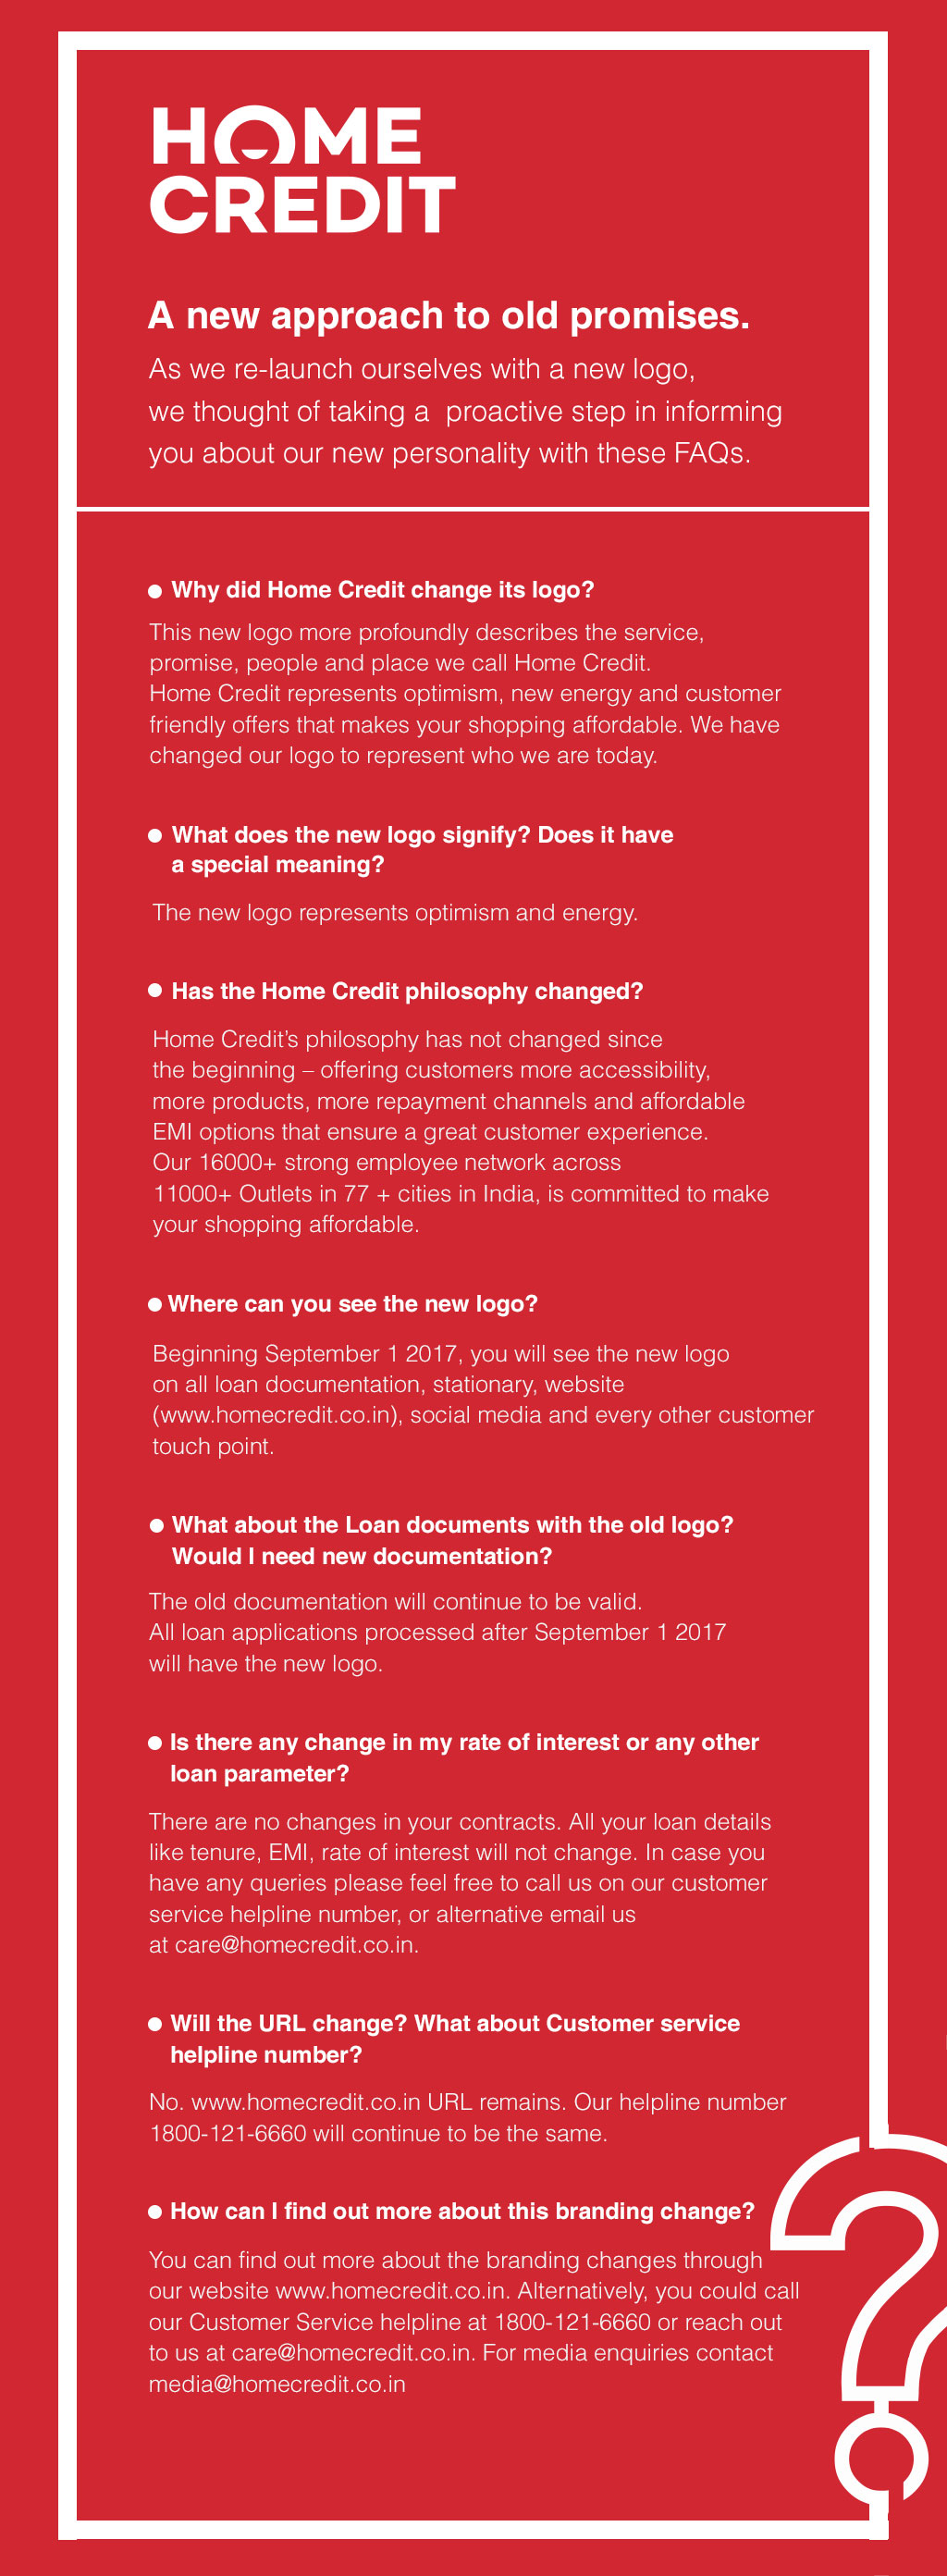 HOME
CREDIT
A new approach to old promises.
As we re-launch ourselves with a new logo,
we thought of taking a proactive step in informing
you about our new personality with these FAQs.
● Why did Home Credit change its logo?
This new logo more profoundly describes the service,
promise, people and place we call Home Credit.
Home Credit represents optimism, new energy and customer
friendly offers that makes your shopping affordable. We have
changed our logo to represent who we are today.
● What does the new logo signify? Does it have
a special meaning?
The new logo represents optimism and energy.
● Has the Home Credit philosophy changed?
Home Credit’s philosophy has not changed since
the beginning – offering customers more accessibility,
more products, more repayment channels and affordable
EMI options that ensure a great customer experience.
Our 16000+ strong employee network across
11000+ Outlets in 77 + cities in India, is committed to make
your shopping affordable.
● Where can you see the new logo?
Beginning September 1 2017, you will see the new logo
on all loan documentation, stationary, website
(www.homecredit.co.in), social media and every other customer
touch point.
● What about the Loan documents with the old logo?
Would I need new documentation?
The old documentation will continue to be valid.
All loan applications processed after September 1 2017
will have the new logo.
● Is there any change in my rate of interest or any other
loan parameter?
There are no changes in your contracts. All your loan details
like tenure, EMI, rate of interest will not change. In case you
have any queries please feel free to call us on our customer
service helpline number, or alternative email us
at care@homecredit.co.in.
● Will the URL change? What about Customer service
helpline number?
No. www.homecredit.co.in URL remains. Our helpline number
1800-121-6660 will continue to be the same.
● How can I find out more about this branding change?
You can find out more about the branding changes through
our website www.homecredit.co.in. Alternatively, you could call
our Customer Service helpline at 1800-121-6660 or reach out
to us at care@homecredit.co.in. For media enquiries contact
media@homecredit.co.in
?